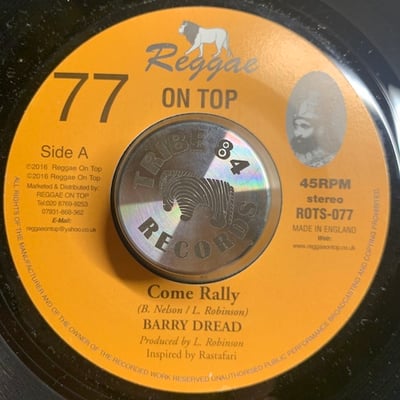 Reggae
77
ON TOP
Side A
©2016 Reggae On Top
℗2016 Reggae On Top
Marketed & Distributed by:
REGGAE ON TOP
Tel: 020 8769-9253
07931-868-362
E-Mail:
reggaeontop@yahoo.co.uk
45RPM
stereo
ROTS-077
MADE IN ENGLAND
Web:
www.reggaeontop.com
TRIBE 84
RECORDS
Come Rally
(B. Nelson / L. Robinson)
BARRY DREAD
Produced by L. Robinson
Inspired by Rastafari
ALL RIGHTS OF THE MANUFACTURER AND OF THE OWNER OF THE RECORDED WORK RESERVED UNAUTHORISED PUBLIC PERFORMANCE BROADCASTING AND COPYING PROHIBITED.